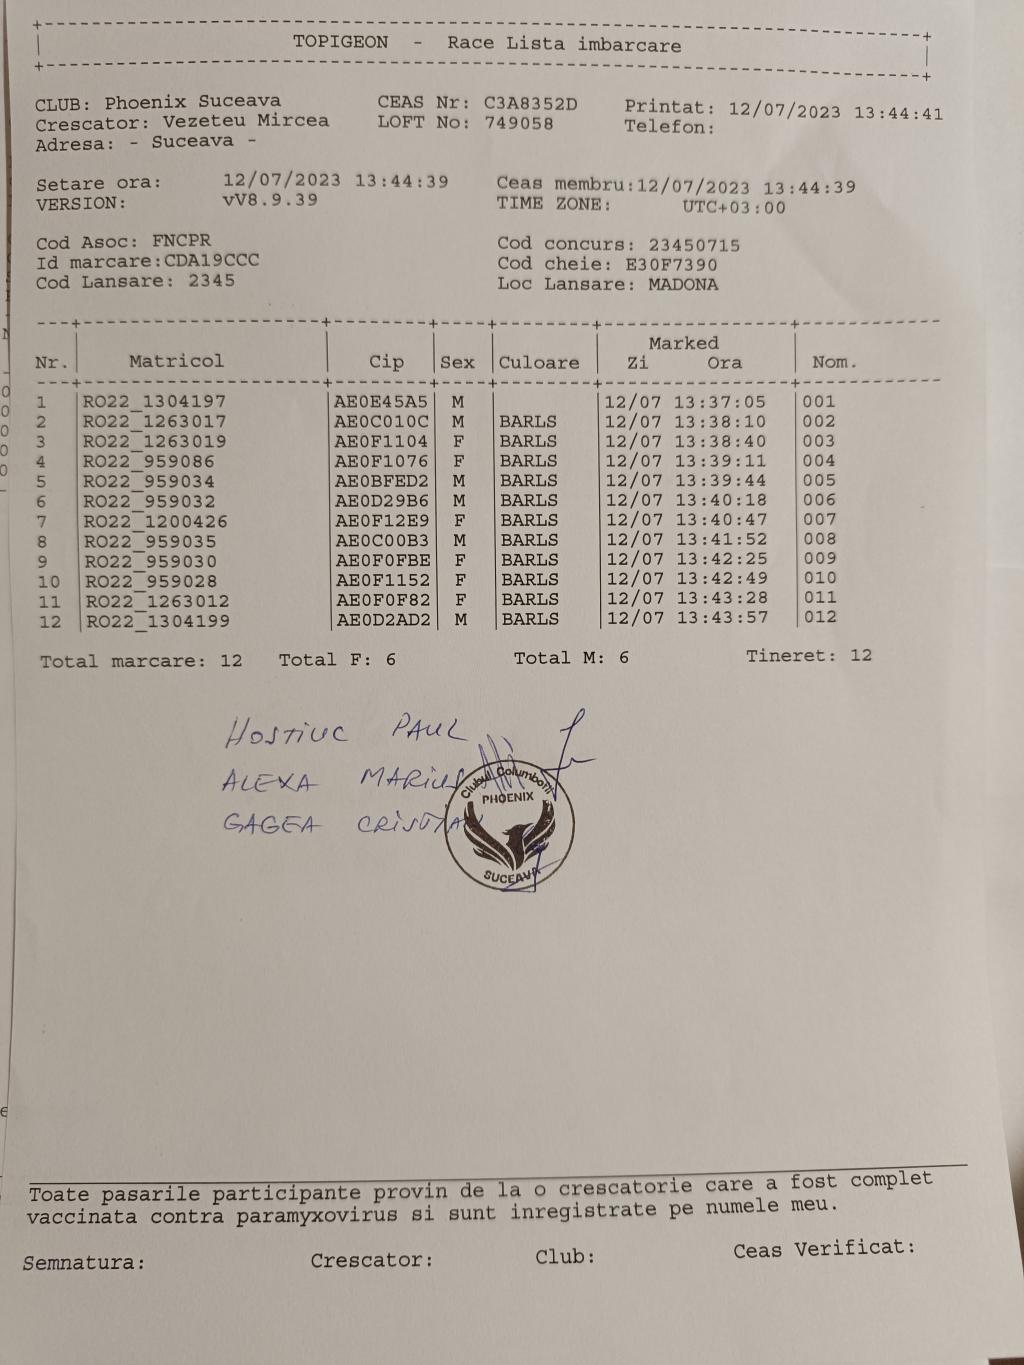 TOPIGEON - Race Lista imbarcare
CLUB: Phoenix Suceava CEAS Nr: C3A8352D Printat: 12/07/2023 13:44:41
Crescator: Vezeteu Mircea LOFT No: 749058 Telefon:
Adresa: - Suceava -
Setare ora: 12/07/2023 13:44:39 Ceas membru:12/07/2023 13:44:39
VERSION: vV8.9.39 TIME ZONE: UTC+03:00
Cod Asoc: FNCPR Cod concurs: 23450715
Id marcare:CDA19CCC Cod cheie: E30F7390
Cod Lansare: 2345 Loc Lansare: MADONA
Marked
Nr. Matricol Cip Sex Culoare Zi Ora Nom.
1 RO22_1304197 AE0E45A5 M 12/07 13:37:05 001
2 RO22_1263017 AE0C010C M BARLS 12/07 13:38:10 002
3 RO22_1263019 AE0F1104 F BARLS 12/07 13:38:40 003
4 RO22_959086 AE0F1076 F BARLS 12/07 13:39:11 004
5 RO22_959034 AE0BFED2 M BARLS 12/07 13:39:44 005
6 RO22_959032 AE0D29B6 M BARLS 12/07 13:40:18 006
7 RO22_1200426 AE0F12E9 F BARLS 12/07 13:40:47 007
8 RO22_959035 AE0C00B3 M BARLS 12/07 13:41:52 008
9 RO22_959030 AE0F0FBE F BARLS 12/07 13:42:25 009
10 RO22_959028 AE0F1152 F BARLS 12/07 13:42:49 010
11 RO22_1263012 AE0F0F82 F BARLS 12/07 13:43:28 011
12 RO22_1304199 AE0D2AD2 M BARLS 12/07 13:43:57 012
Total marcare: 12 Total F: 6 Total M: 6 Tineret: 12
HOSTIUC PAUL
ALEXA MARIUS
GAGEA CRISTIAN
Clubul Columbofil
PHOENIX
SUCEAVA
Toate pasarile participante provin de la o crescatorie care a fost complet
vaccinata contra paramyxovirus si sunt inregistrate pe numele meu.
Semnatura: Crescator: Club: Ceas Verificat: